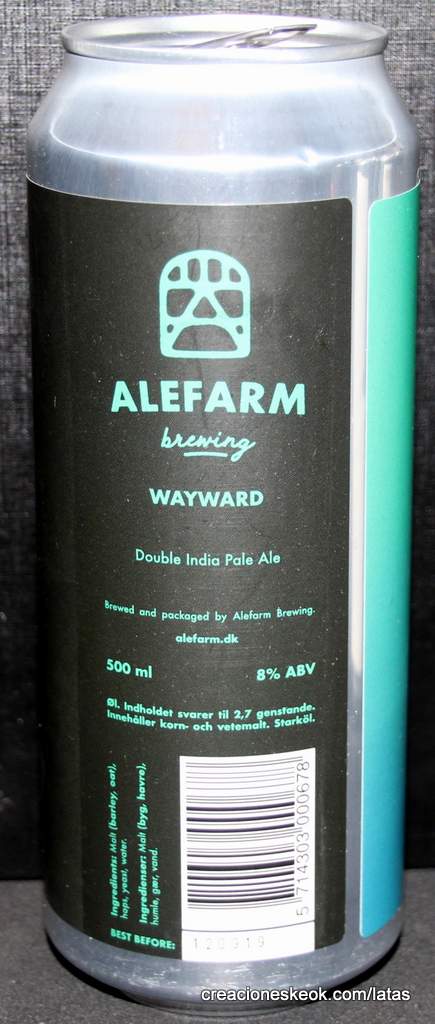 ALEFARM
brewing
WAYWARD
Double India Pale Ale
Brewed and packaged by Alefarm Brewing.
alefarm.dk
500 ml
8% ABV
Øl. Indholdet svarer til 2,7 genstande.
Innehåller korn- och vetemalt. Starköl.
Ingredients: Malt (barley, oat),
hops, yeast, water.
Ingredienser: Malt (byg, havre),
humle, gær, vand.
5 714303 000678
BEST BEFORE:
120919
creacioneskeok.com/latas